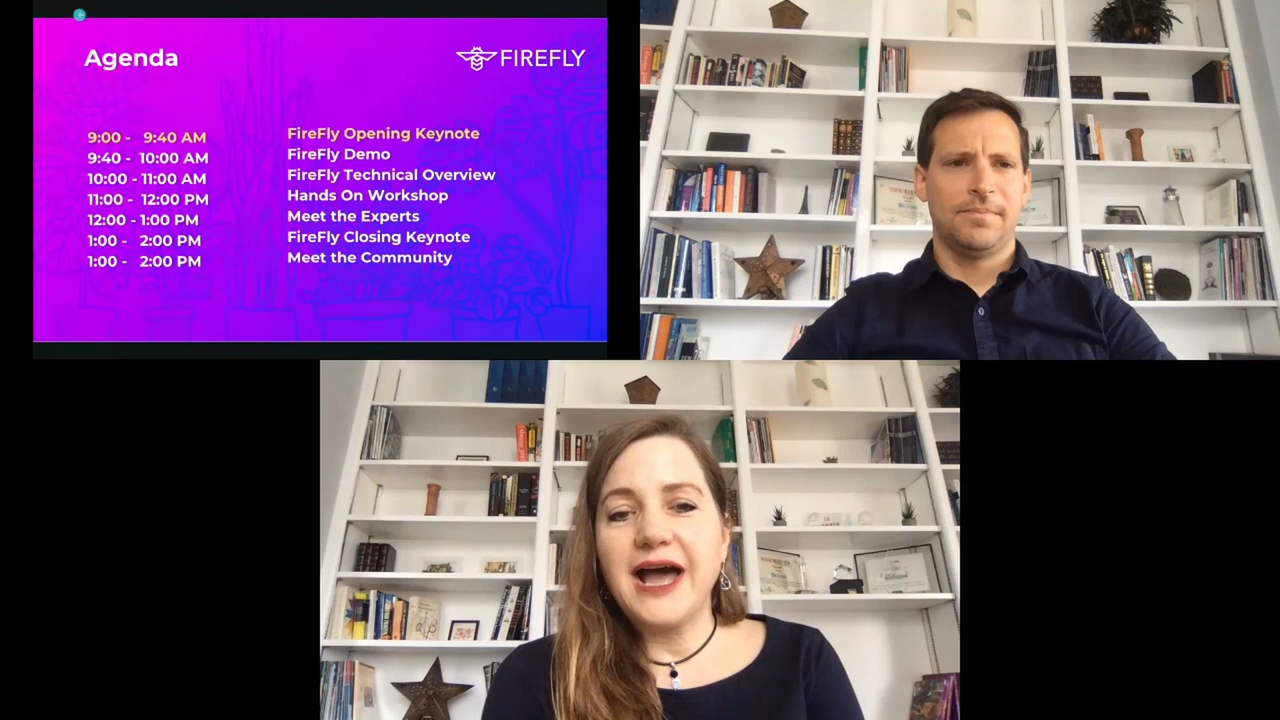 Agenda
FIREFLY
9:00 - 9:40 AM FireFly Opening Keynote
9:40 - 10:00 AM FireFly Demo
10:00 - 11:00 AM FireFly Technical Overview
11:00 - 12:00 PM Hands On Workshop
12:00 - 1:00 PM Meet the Experts
1:00 - 2:00 PM FireFly Closing Keynote
1:00 - 2:00 PM Meet the Community